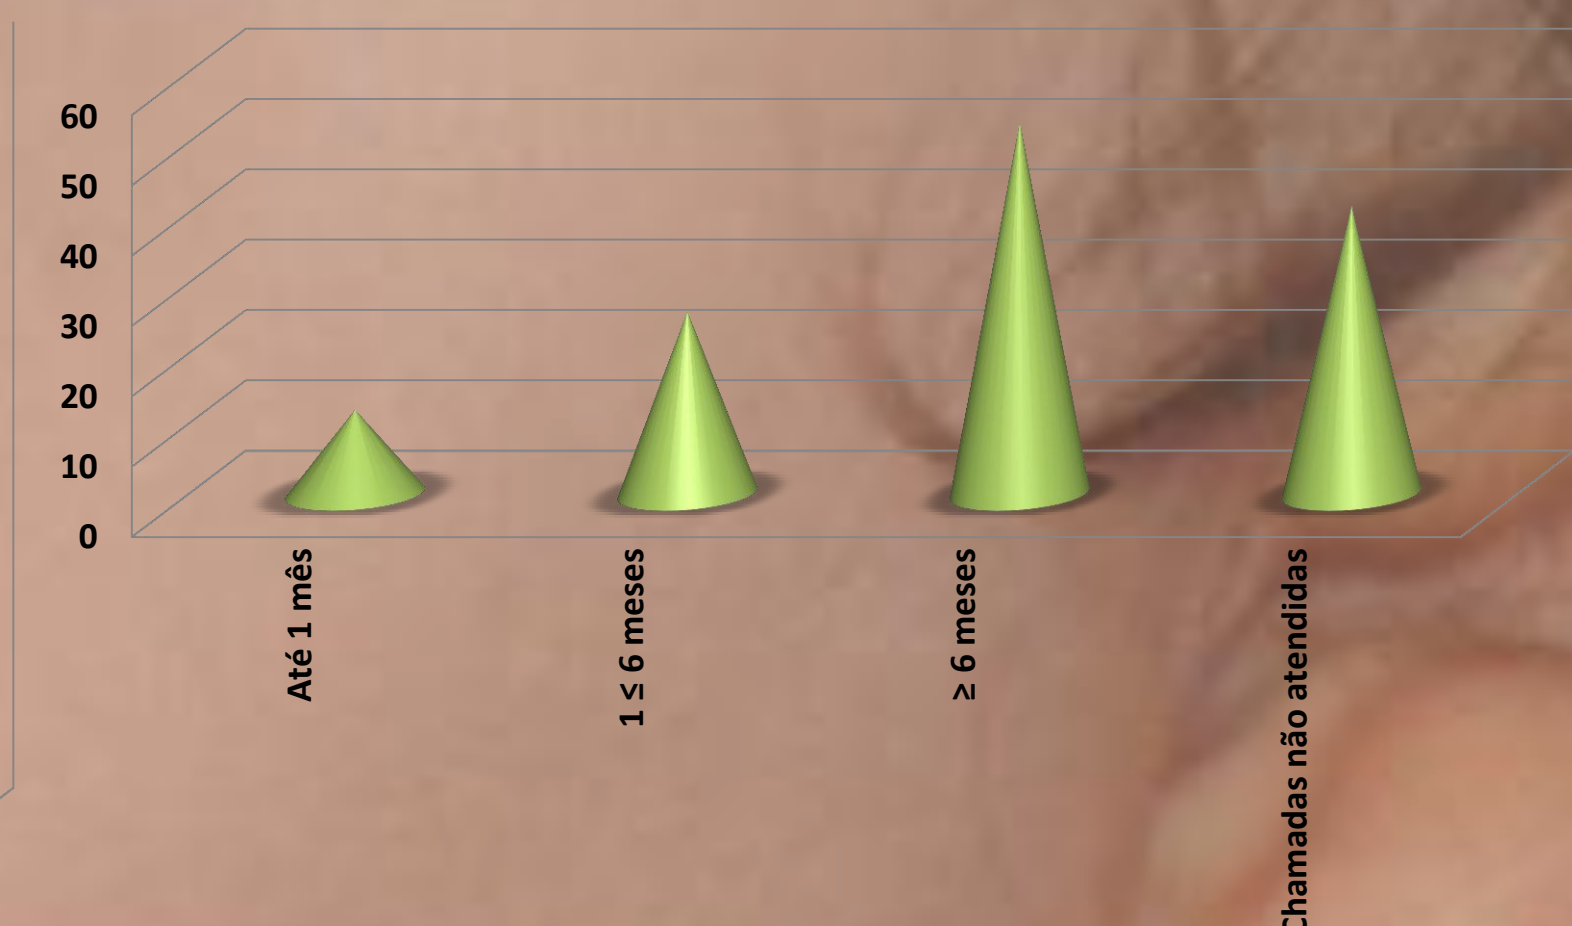 60
50
40
30
20
10
0
Até 1 mês
1 ≤ 6 meses
≥ 6 meses
Chamadas não atendidas